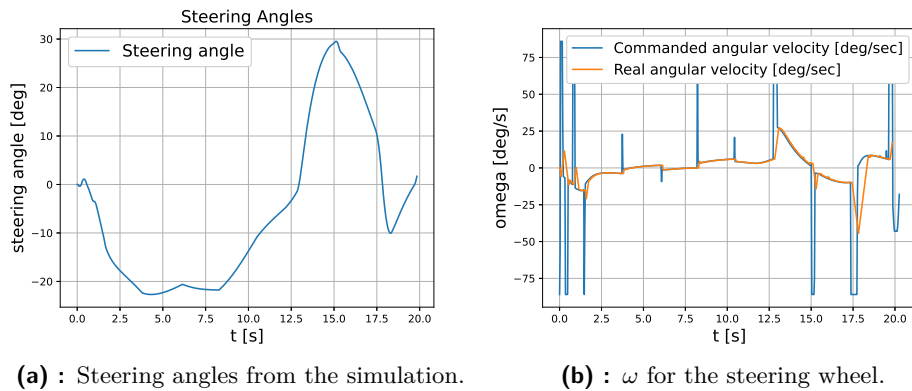 Steering Angles
30
20
10
0
−10
−20
steering angle [deg]
Steering angle
0.0 2.5 5.0 7.5 10.0 12.5 15.0 17.5 20.0
t [s]
75
50
25
0
−25
−50
−75
omega [deg/s]
Commanded angular velocity [deg/sec]
Real angular velocity [deg/sec]
0.0 2.5 5.0 7.5 10.0 12.5 15.0 17.5 20.0
t [s]
(a) : Steering angles from the simulation.
(b) : ω for the steering wheel.